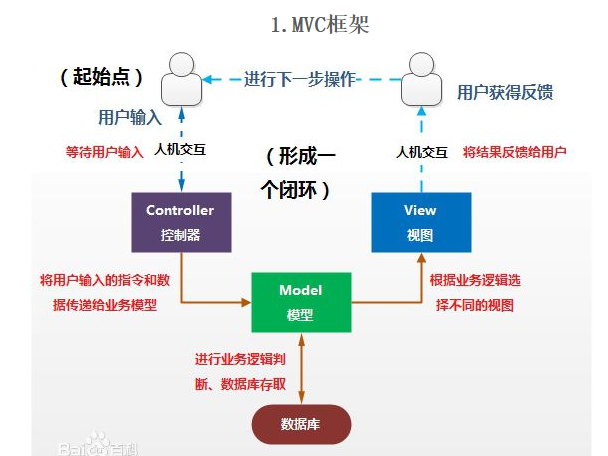 1.MVC框架
（起始点）
进行下一步操作
用户输入
用户获得反馈
等待用户输入
人机交互
（形成一
个闭环）
人机交互
将结果反馈给用户
Controller
控制器
View
视图
将用户输入的指令和数
据传递给业务模型
Model
模型
根据业务逻辑选
择不同的视图
进行业务逻辑判
断、数据库存取
数据库
Bai百科